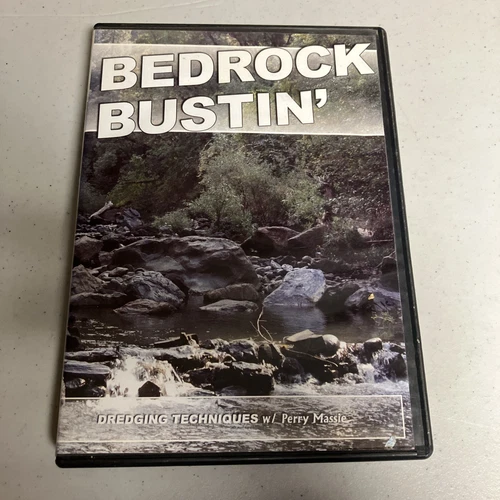 BEDROCK
BUSTIN'
DREDGING TECHNIQUES w/ Perry Massie